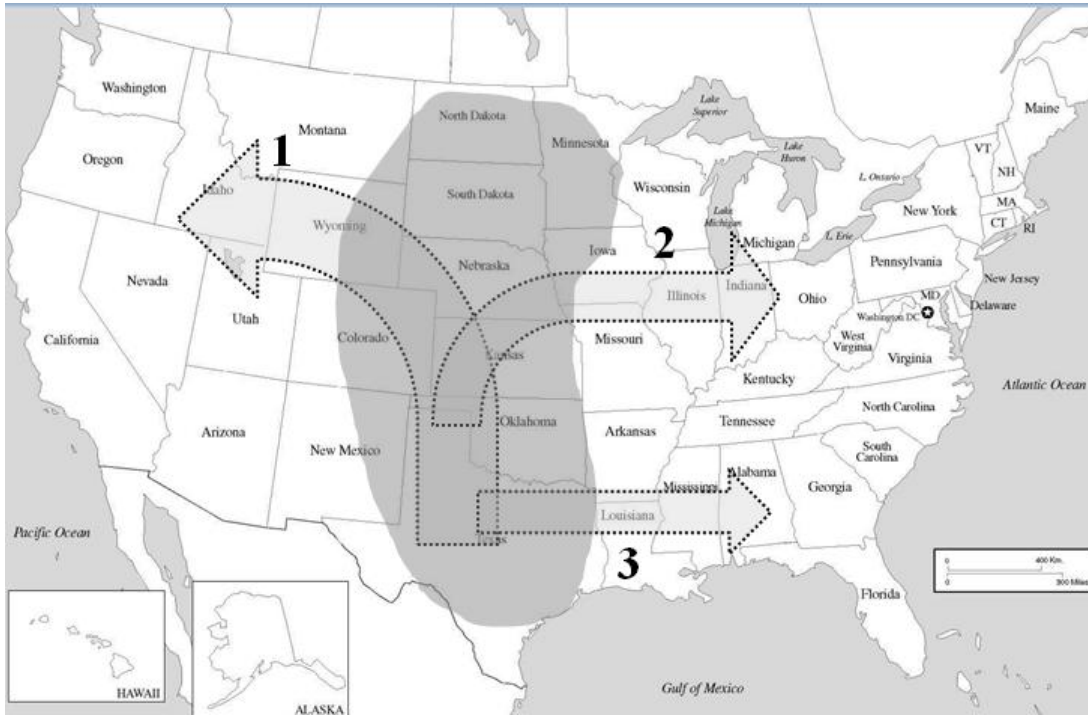 Washington
Montana
North Dakota
Minnesota
Lake
Superior
Maine
Oregon
1
Idaho
Wyoming
South Dakota
Wisconsin
Lake
Huron
Lake
Michigan
Michigan
L. Ontario
L. Erie
VT
NH
MA
CT
RI
New York
2
Iowa
Nebraska
Illinois
Indiana
Ohio
Pennsylvania
New Jersey
MD
Delaware
Washington DC
West
Virginia
Virginia
Nevada
Utah
California
Colorado
Kansas
Missouri
Kentucky
Atlantic Ocean
North Carolina
Tennessee
South
Carolina
Arizona
New Mexico
Oklahoma
Arkansas
Mississippi
Alabama
Georgia
Pacific Ocean
Texas
Louisiana
3
Florida
0
400 Km.
0
300 Miles
HAWAII
ALASKA
Gulf of Mexico